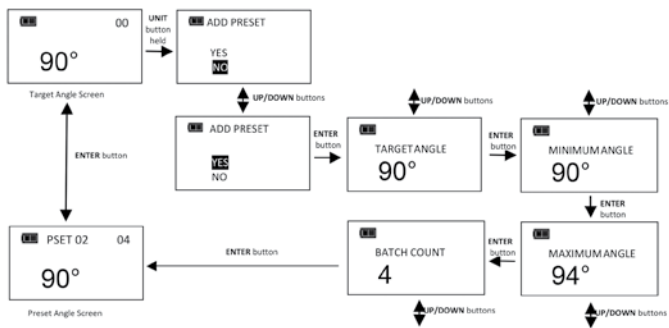 00
90°
Target Angle Screen
UNIT
button
held
ADD PRESET
YES
NO
UP/DOWN buttons
ADD PRESET
YES
NO
ENTER
button
UP/DOWN buttons
TARGET ANGLE
90°
ENTER
button
UP/DOWN buttons
MINIMUM ANGLE
90°
ENTER
button
MAXIMUM ANGLE
94°
UP/DOWN buttons
ENTER
button
BATCH COUNT
4
UP/DOWN buttons
ENTER button
ENTER button
PSET 02 04
90°
Preset Angle Screen